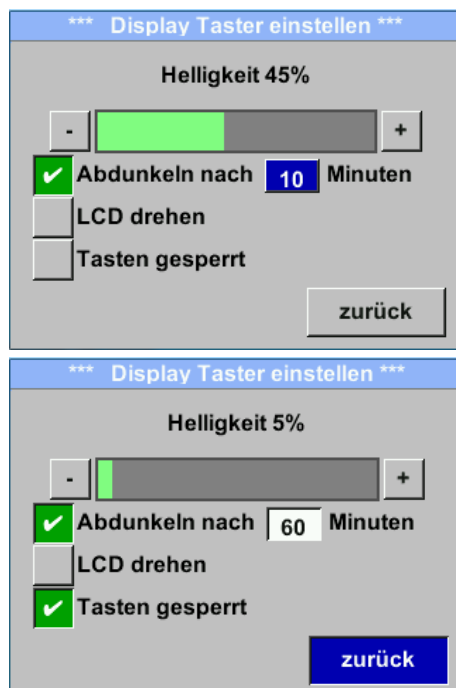 *** Display Taster einstellen ***
Helligkeit 45%
- +
✔ Abdunkeln nach 10 Minuten
LCD drehen
Tasten gesperrt
zurück
*** Display Taster einstellen ***
Helligkeit 5%
- +
✔ Abdunkeln nach 60 Minuten
LCD drehen
✔ Tasten gesperrt
zurück